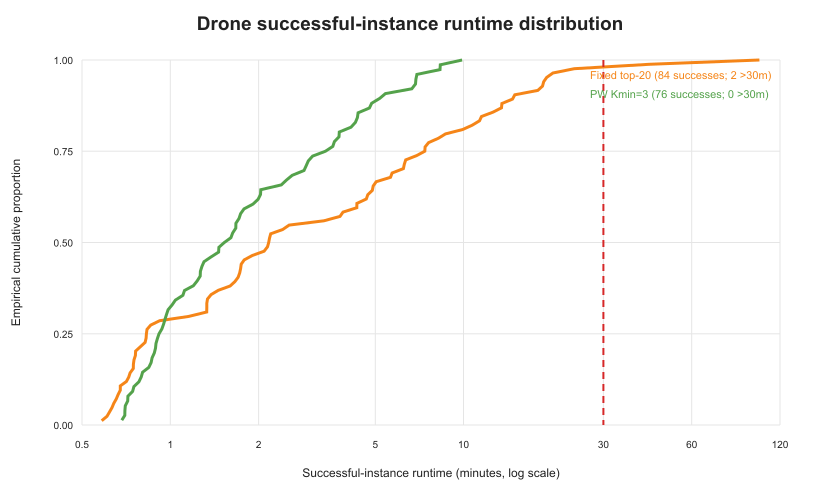 Drone successful-instance runtime distribution
1.00
Fixed top-20 (84 successes; 2 >30m)
PW Kmin=3 (76 successes; 0 >30m)
0.75
Empirical cumulative proportion
0.50
0.25
0.00
0.5 1 2 5 10 30 60 120
Successful-instance runtime (minutes, log scale)